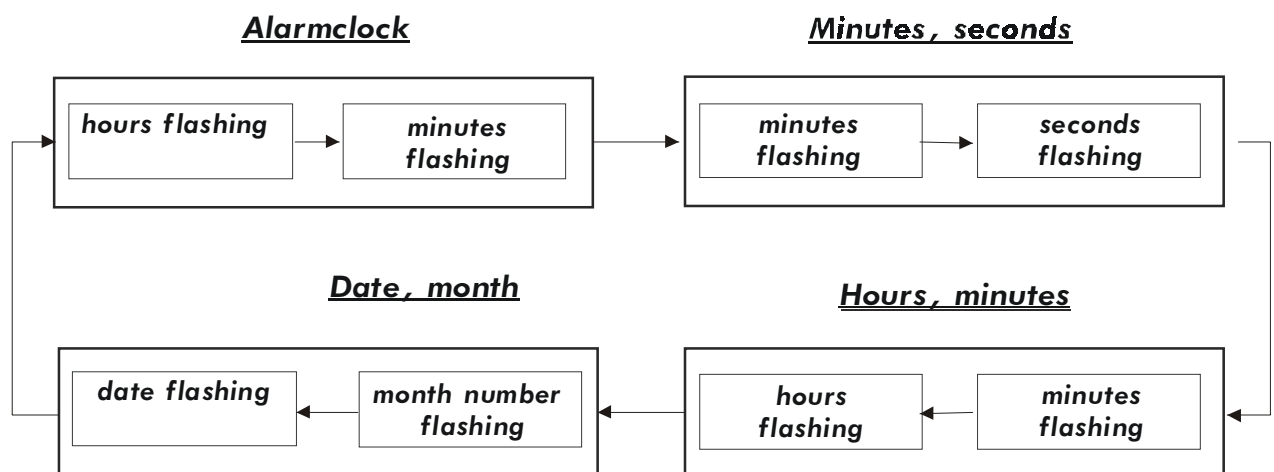 Alarmclock
Minutes, seconds
hours flashing
minutes
flashing
minutes
flashing
seconds
flashing
Date, month
Hours, minutes
date flashing
month number
flashing
hours
flashing
minutes
flashing